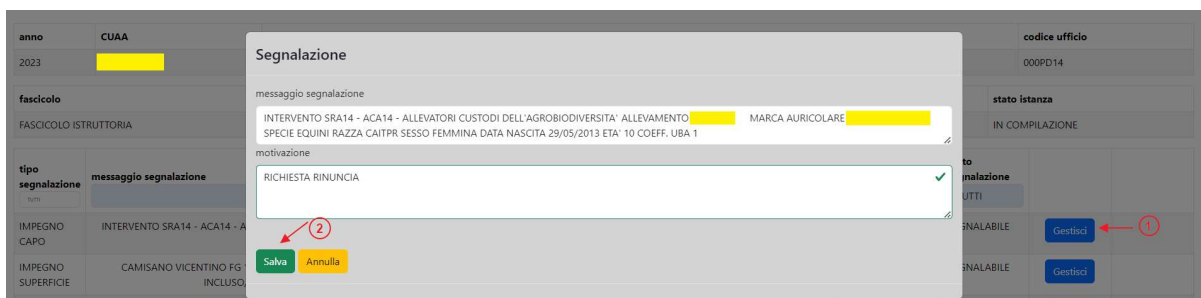 anno CUAA codice ufficio
2023 000PD14
Segnalazione
messaggio segnalazione
INTERVENTO SRA14 - ACA14 - ALLEVATORI CUSTODI DELL'AGROBIODIVERSITA' ALLEVAMENTO MARCA AURICOLARE
SPECIE EQUINI RAZZA CAITPR SESSO FEMMINA DATA NASCITA 29/05/2013 ETA' 10 COEFF. UBA 1
motivazione
RICHIESTA RINUNCIA
2
Salva Annulla
fascicolo stato istanza
FASCICOLO ISTRUTTORIA IN COMPILAZIONE
tipo
segnalazione messaggio segnalazione to
gnalazione
tutti UTTI
IMPEGNO
CAPO INTERVENTO SRA14 - ACA14 - A GNALABILE Gestisci 1
IMPEGNO
SUPERFICIE CAMISANO VICENTINO FG
INCLUSO, GNALABILE Gestisci